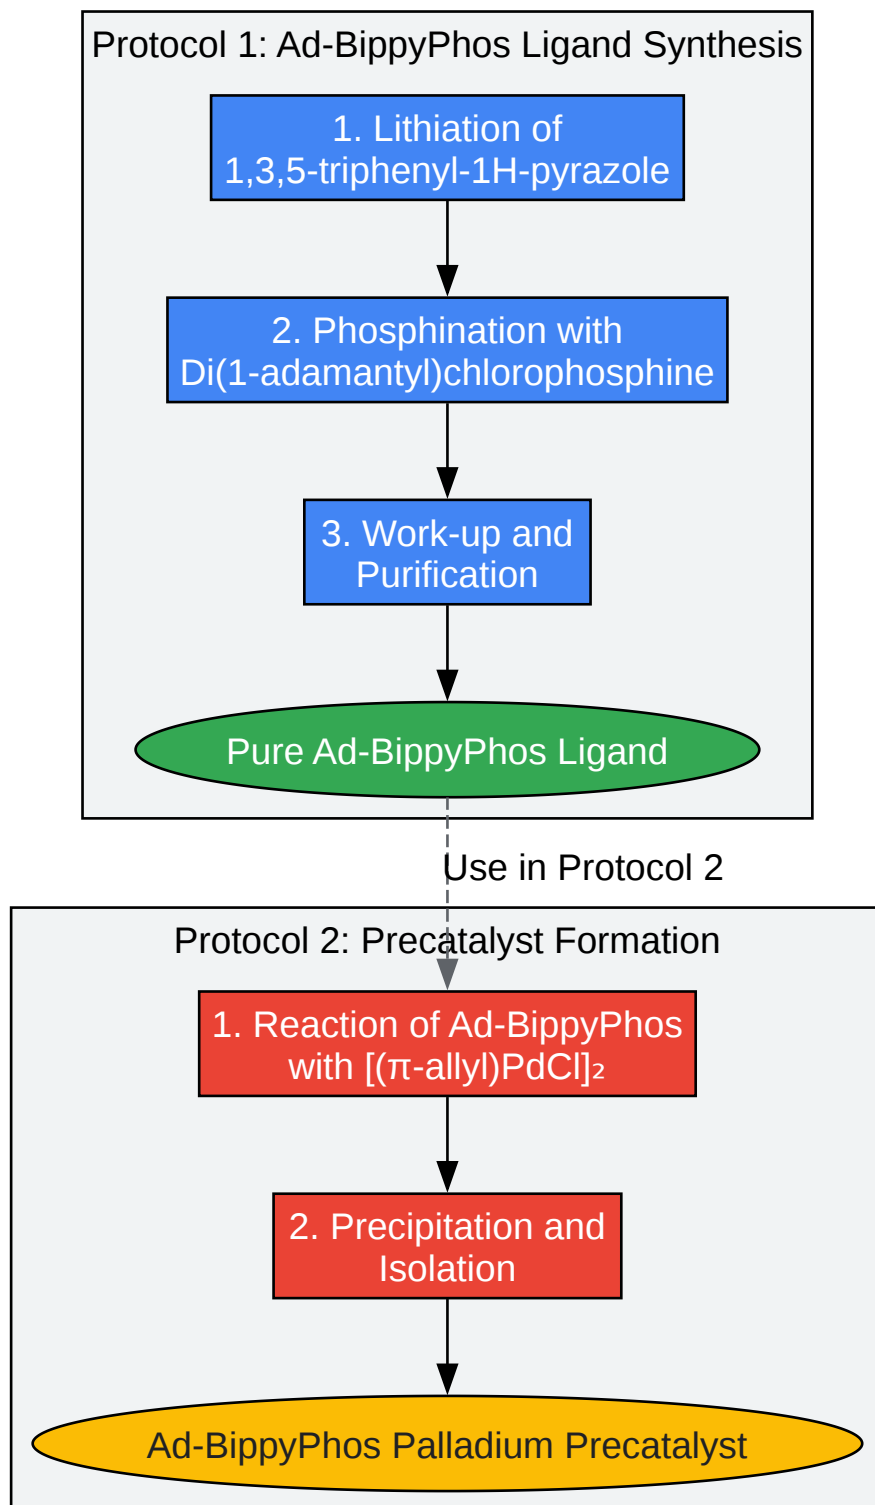 Protocol 1: Ad-BippyPhos Ligand Synthesis
1. Lithiation of
1,3,5-triphenyl-1H-pyrazole
2. Phosphination with
Di(1-adamantyl)chlorophosphine
3. Work-up and
Purification
Pure Ad-BippyPhos Ligand
Use in Protocol 2
Protocol 2: Precatalyst Formation
1. Reaction of Ad-BippyPhos
with [(π-allyl)PdCl]₂
2. Precipitation and
Isolation
Ad-BippyPhos Palladium Precatalyst